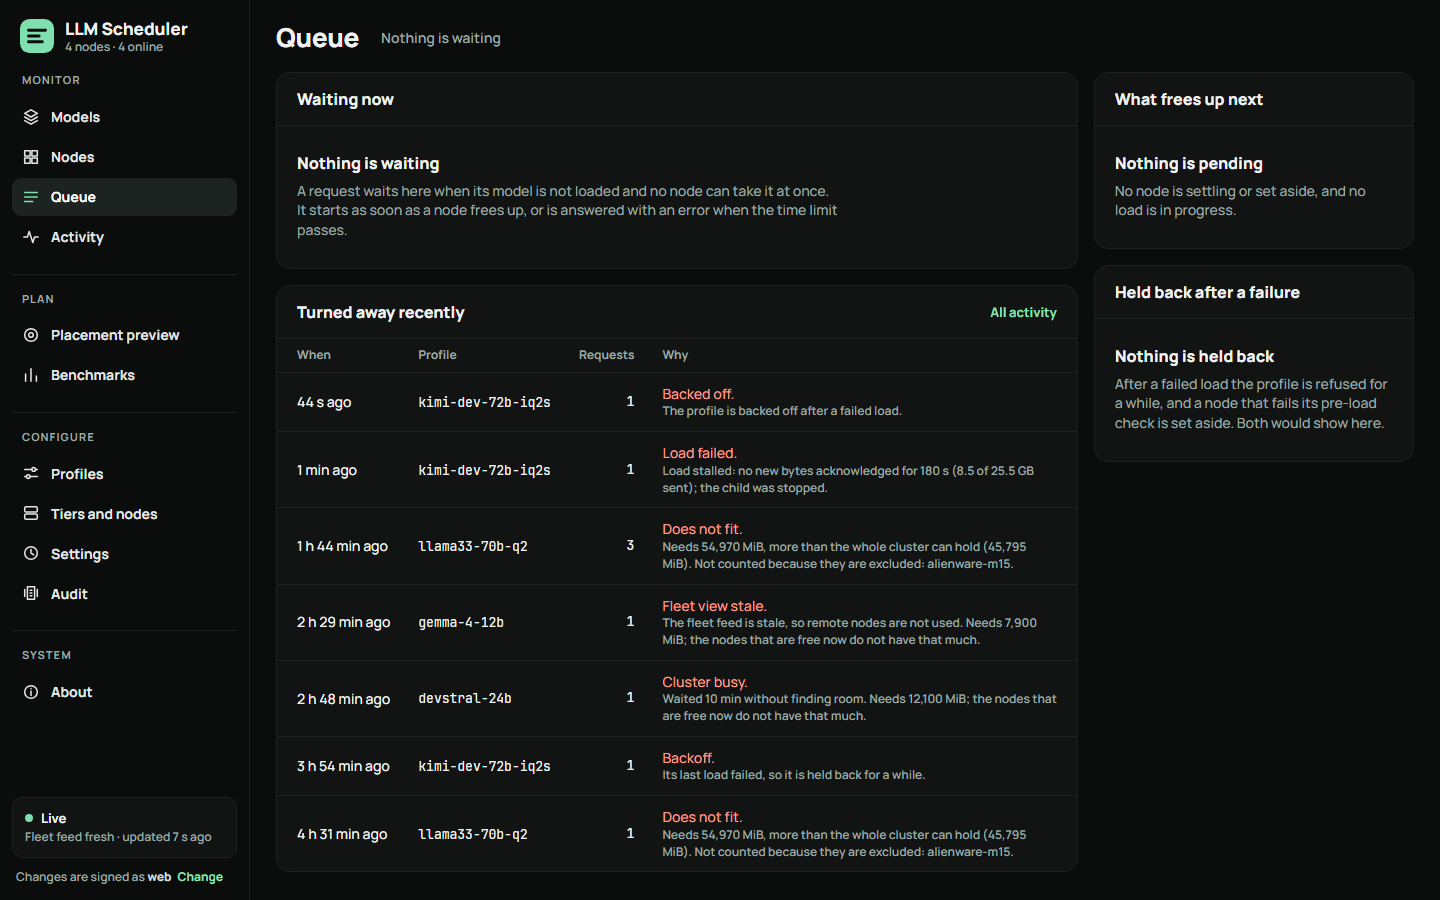 LLM Scheduler
4 nodes · 4 online
MONITOR
Models
Nodes
Queue
Activity
PLAN
Placement preview
Benchmarks
CONFIGURE
Profiles
Tiers and nodes
Settings
Audit
SYSTEM
About
Live
Fleet feed fresh · updated 7 s ago
Changes are signed as web Change
Queue Nothing is waiting
Waiting now
Nothing is waiting
A request waits here when its model is not loaded and no node can take it at once.
It starts as soon as a node frees up, or is answered with an error when the time limit
passes.
Turned away recently All activity
When Profile Requests Why
44 s ago kimi-dev-72b-iq2s 1 Backed off.
The profile is backed off after a failed load.
1 min ago kimi-dev-72b-iq2s 1 Load failed.
Load stalled: no new bytes acknowledged for 180 s (8.5 of 25.5 GB
sent); the child was stopped.
1 h 44 min ago llama33-70b-q2 3 Does not fit.
Needs 54,970 MiB, more than the whole cluster can hold (45,795
MiB). Not counted because they are excluded: alienware-m15.
2 h 29 min ago gemma-4-12b 1 Fleet view stale.
The fleet feed is stale, so remote nodes are not used. Needs 7,900
MiB; the nodes that are free now do not have that much.
2 h 48 min ago devstral-24b 1 Cluster busy.
Waited 10 min without finding room. Needs 12,100 MiB; the nodes that
are free now do not have that much.
3 h 54 min ago kimi-dev-72b-iq2s 1 Backoff.
Its last load failed, so it is held back for a while.
4 h 31 min ago llama33-70b-q2 1 Does not fit.
Needs 54,970 MiB, more than the whole cluster can hold (45,795
MiB). Not counted because they are excluded: alienware-m15.
What frees up next
Nothing is pending
No node is settling or set aside, and no
load is in progress.
Held back after a failure
Nothing is held back
After a failed load the profile is refused for
a while, and a node that fails its pre-load
check is set aside. Both would show here.